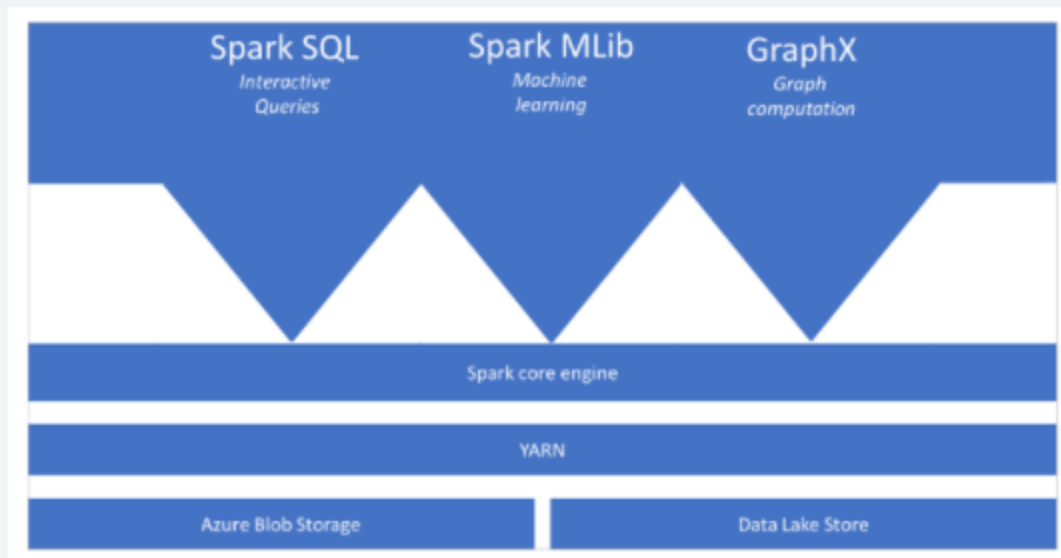 Spark SQL
Interactive
Queries
Spark MLib
Machine
learning
GraphX
Graph
computation
Spark core engine
YARN
Azure Blob Storage
Data Lake Store